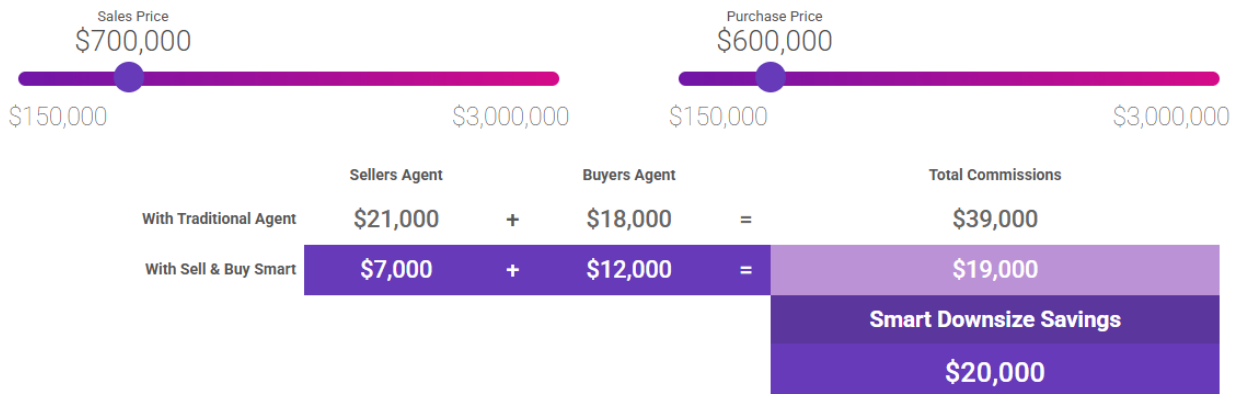 Sales Price
$700,000
$150,000 $3,000,000
Purchase Price
$600,000
$150,000 $3,000,000
Sellers Agent Buyers Agent Total Commissions
With Traditional Agent $21,000 + $18,000 = $39,000
With Sell & Buy Smart $7,000 + $12,000 = $19,000
Smart Downsize Savings
$20,000